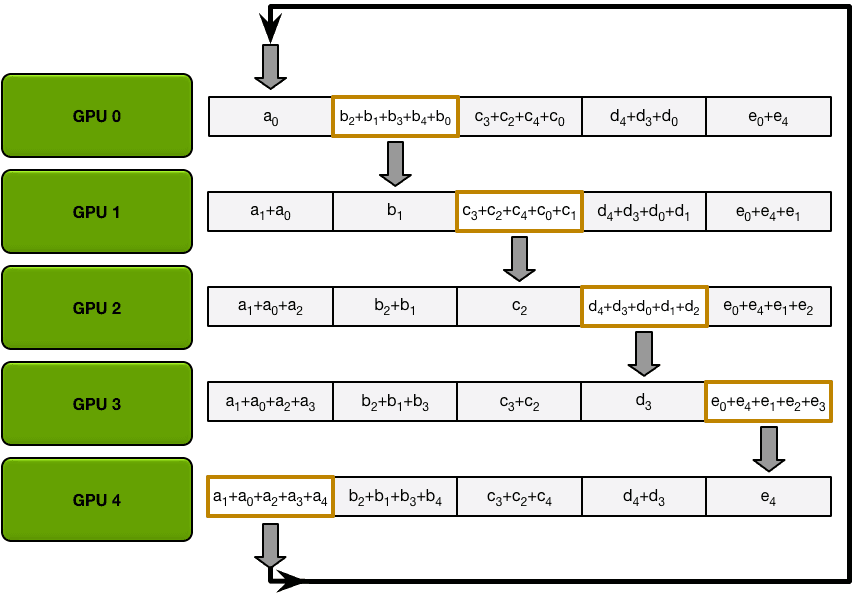 GPU 0 a₀ b₂+b₁+b₃+b₄+b₀ c₃+c₂+c₄+c₀ d₄+d₃+d₀ e₀+e₄
GPU 1 a₁+a₀ b₁ c₃+c₂+c₄+c₀+c₁ d₄+d₃+d₀+d₁ e₀+e₄+e₁
GPU 2 a₁+a₀+a₂ b₂+b₁ c₂ d₄+d₃+d₀+d₁+d₂ e₀+e₄+e₁+e₂
GPU 3 a₁+a₀+a₂+a₃ b₂+b₁+b₃ c₃+c₂ d₃ e₀+e₄+e₁+e₂+e₃
GPU 4 a₁+a₀+a₂+a₃+a₄ b₂+b₁+b₃+b₄ c₃+c₂+c₄ d₄+d₃ e₄